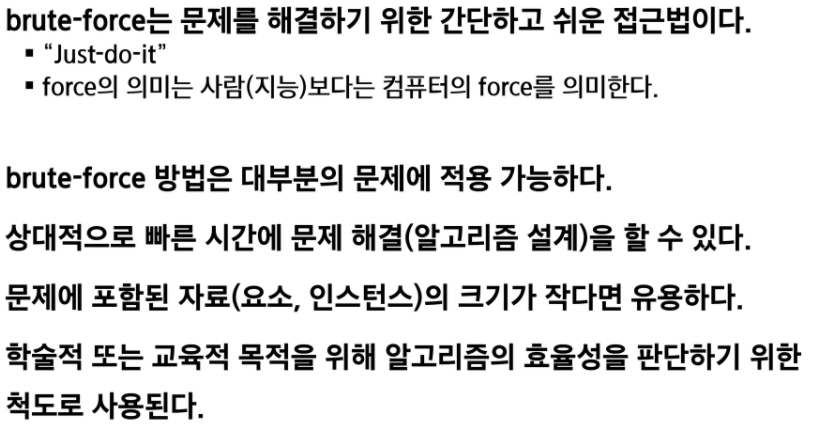 brute-force는 문제를 해결하기 위한 간단하고 쉬운 접근법이다.
▪ “Just-do-it”
▪ force의 의미는 사람(지능)보다는 컴퓨터의 force를 의미한다.
brute-force 방법은 대부분의 문제에 적용 가능하다.
상대적으로 빠른 시간에 문제 해결(알고리즘 설계)을 할 수 있다.
문제에 포함된 자료(요소, 인스턴스)의 크기가 작다면 유용하다.
학술적 또는 교육적 목적을 위해 알고리즘의 효율성을 판단하기 위한
척도로 사용된다.